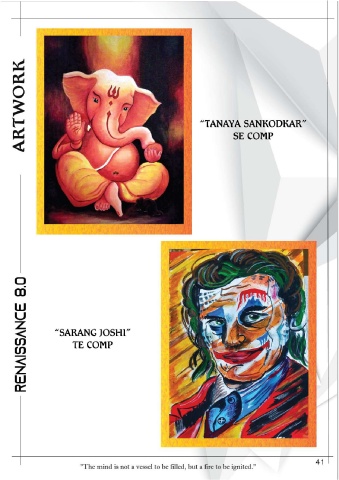 ARTWORK
"TANAYA SANKODKAR"
SE COMP
RENAISSANCE 8.0
"SARANG JOSHI"
TE COMP
"The mind is not a vessel to be filled, but a fire to be ignited."
41